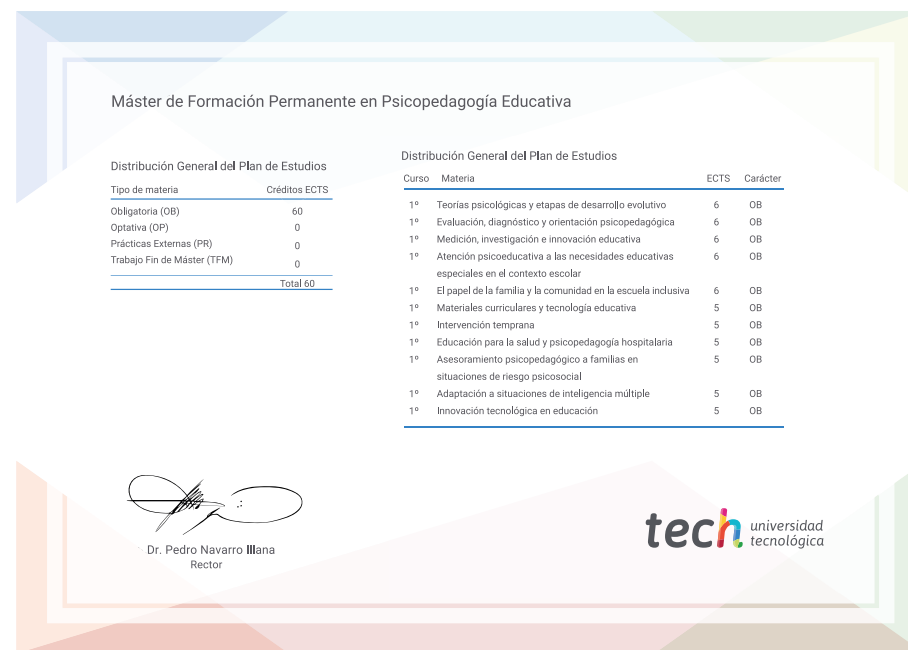 Máster de Formación Permanente en Psicopedagogía Educativa
Distribución General del Plan de Estudios
Tipo de materia Créditos ECTS
Obligatoria (OB) 60
Optativa (OP) 0
Prácticas Externas (PR) 0
Trabajo Fin de Máster (TFM) 0
Total 60
Distribución General del Plan de Estudios
Curso Materia ECTS Carácter
1º Teorías psicológicas y etapas de desarrollo evolutivo 6 OB
1º Evaluación, diagnóstico y orientación psicopedagógica 6 OB
1º Medición, investigación e innovación educativa 6 OB
1º Atención psicoeducativa a las necesidades educativas 6 OB
especiales en el contexto escolar
1º El papel de la familia y la comunidad en la escuela inclusiva 6 OB
1º Materiales curriculares y tecnología educativa 5 OB
1º Intervención temprana 5 OB
1º Educación para la salud y psicopedagogía hospitalaria 5 OB
1º Asesoramiento psicopedagógico a familias en 5 OB
situaciones de riesgo psicosocial
1º Adaptación a situaciones de inteligencia múltiple 5 OB
1º Innovación tecnológica en educación 5 OB
Dr. Pedro Navarro Illana
Rector
tech universidad
tecnológica